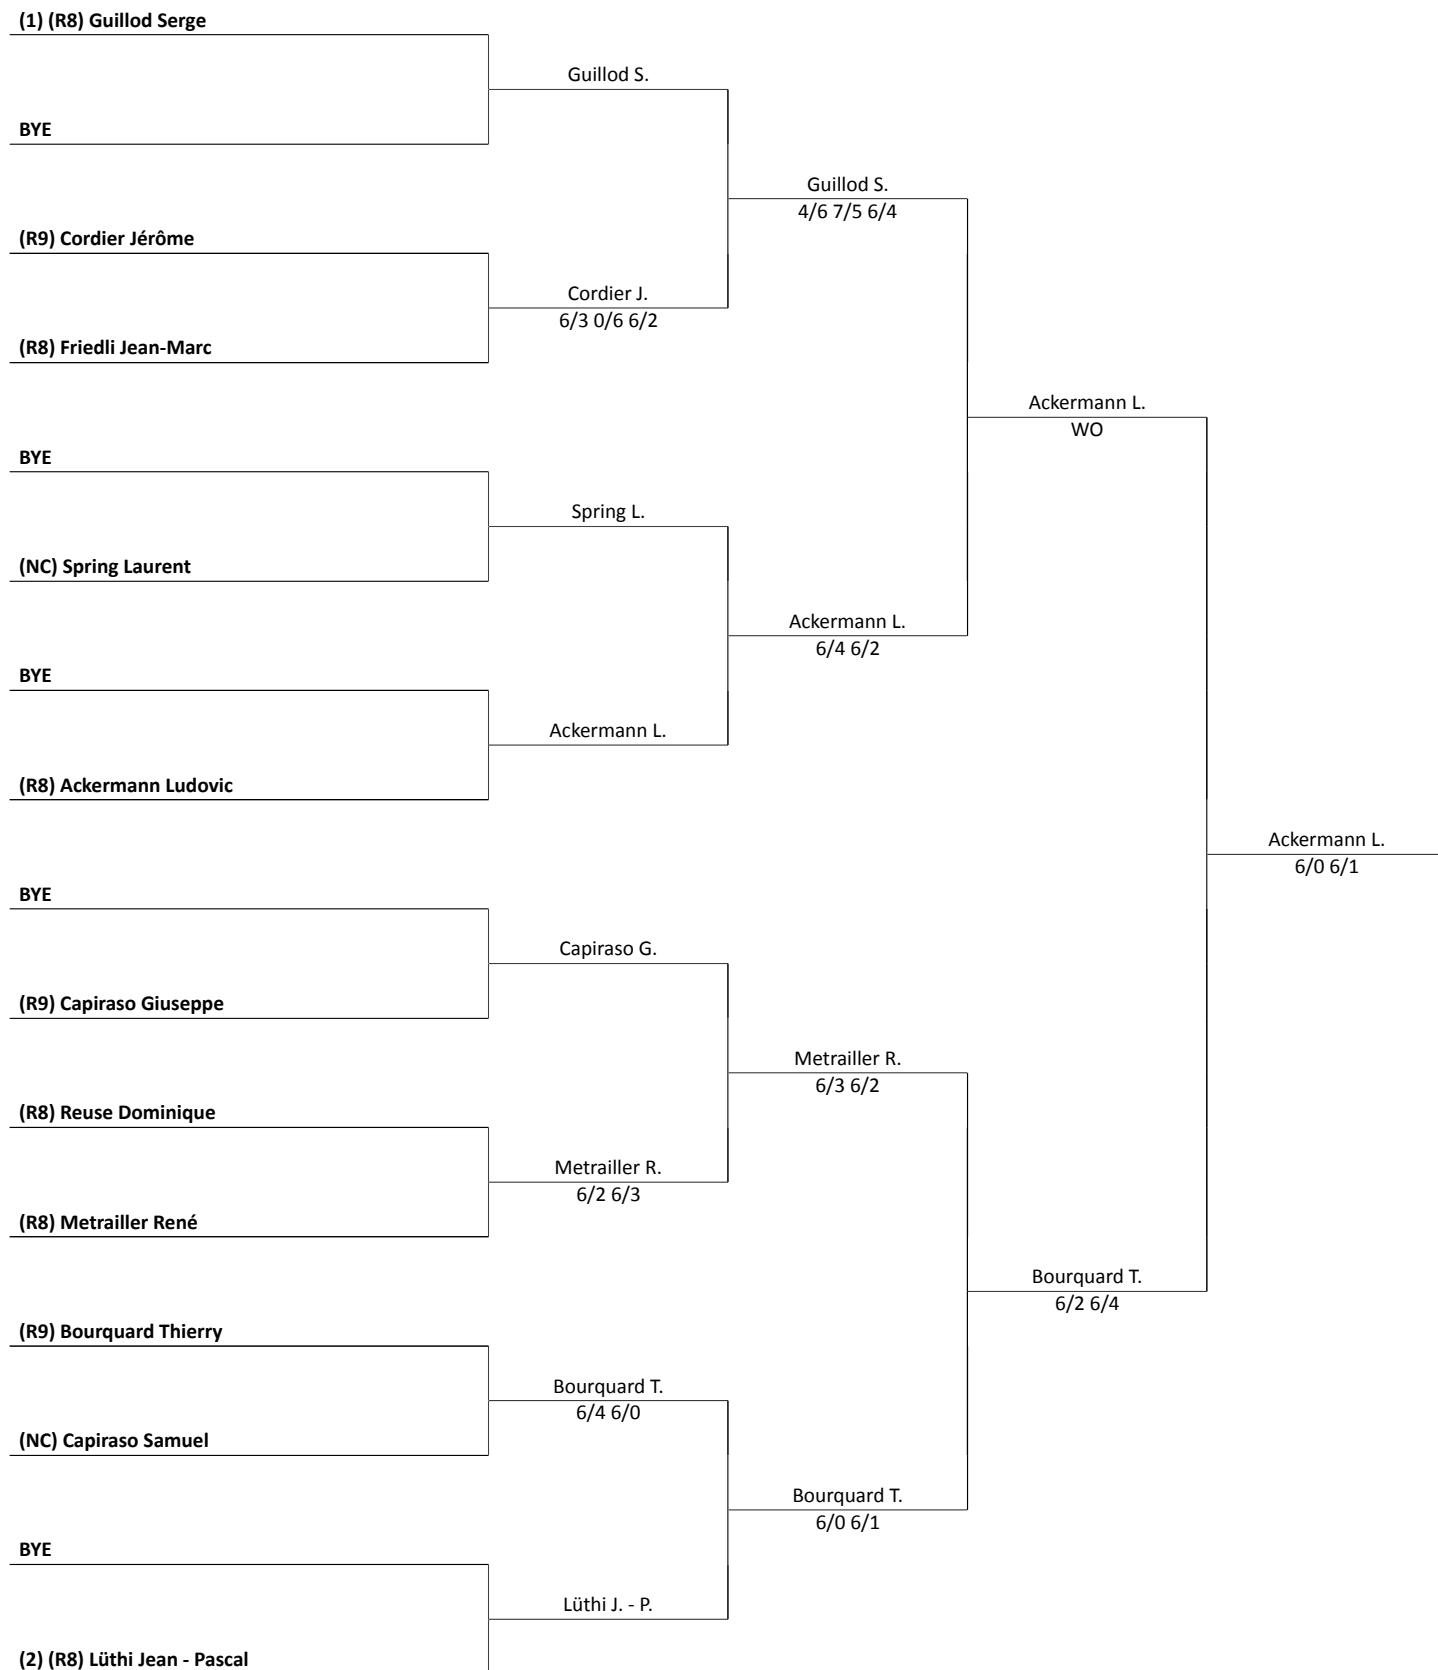 (1) (R8) Guillod Serge
Guillod S.
BYE
Guillod S.
4/6 7/5 6/4
(R9) Cordier Jérôme
Cordier J.
6/3 0/6 6/2
(R8) Friedli Jean-Marc
Ackermann L.
WO
BYE
Spring L.
(NC) Spring Laurent
Ackermann L.
6/4 6/2
BYE
Ackermann L.
(R8) Ackermann Ludovic
Ackermann L.
6/0 6/1
BYE
Capiraso G.
(R9) Capiraso Giuseppe
Metrailler R.
6/3 6/2
(R8) Reuse Dominique
Metrailler R.
6/2 6/3
(R8) Metrailler René
Bourquard T.
6/2 6/4
(R9) Bourquard Thierry
Bourquard T.
6/4 6/0
(NC) Capiraso Samuel
Bourquard T.
6/0 6/1
BYE
Lüthi J. - P.
(2) (R8) Lüthi Jean - Pascal